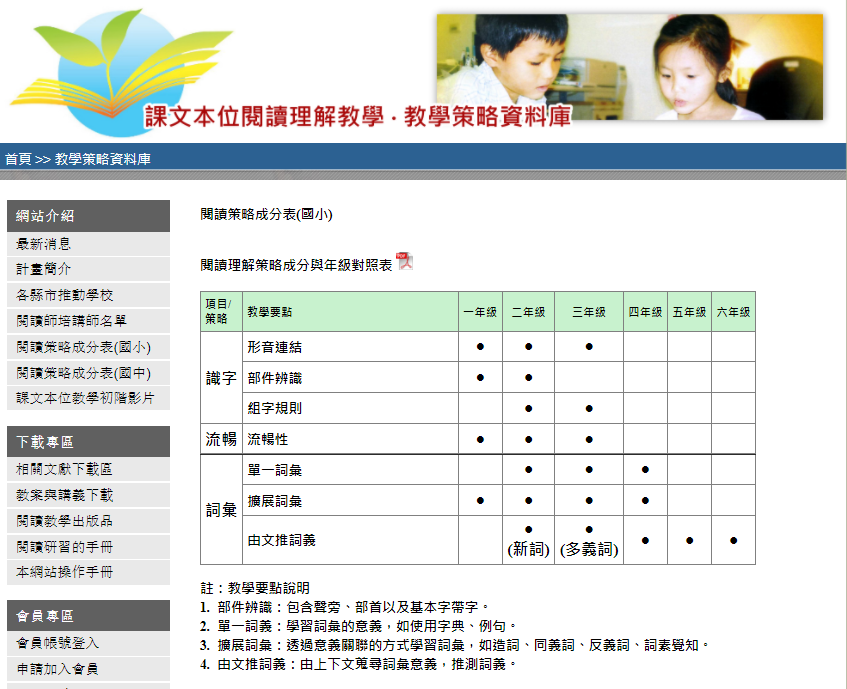 課文本位閱讀理解教學．教學策略資料庫
首頁 >> 教學策略資料庫
網站介紹
最新消息
計畫簡介
各縣市推動學校
閱讀師培講師名單
閱讀策略成分表(國小)
閱讀策略成分表(國中)
課文本位教學初階影片
下載專區
相關文獻下載區
教案與講義下載
閱讀教學出版品
閱讀研習的手冊
本網站操作手冊
會員專區
會員帳號登入
申請加入會員
閱讀策略成分表(國小)
閱讀理解策略成分與年級對照表
項目/策略 教學要點 一年級 二年級 三年級 四年級 五年級 六年級
識字 形音連結 ● ● ●
部件辨識 ● ●
組字規則 ● ●
流暢 流暢性 ● ● ●
詞彙 單一詞彙 ● ● ●
擴展詞彙 ● ● ● ●
由文推詞義 ●(新詞) ●(多義詞) ● ● ●
註：教學要點說明
1. 部件辨識：包含聲旁、部首以及基本字帶字。
2. 單一詞義：學習詞彙的意義，如使用字典、例句。
3. 擴展詞彙：透過意義關聯的方式學習詞彙，如造詞、同義詞、反義詞、詞素覺知。
4. 由文推詞義：由上下文蒐尋詞彙意義，推測詞義。